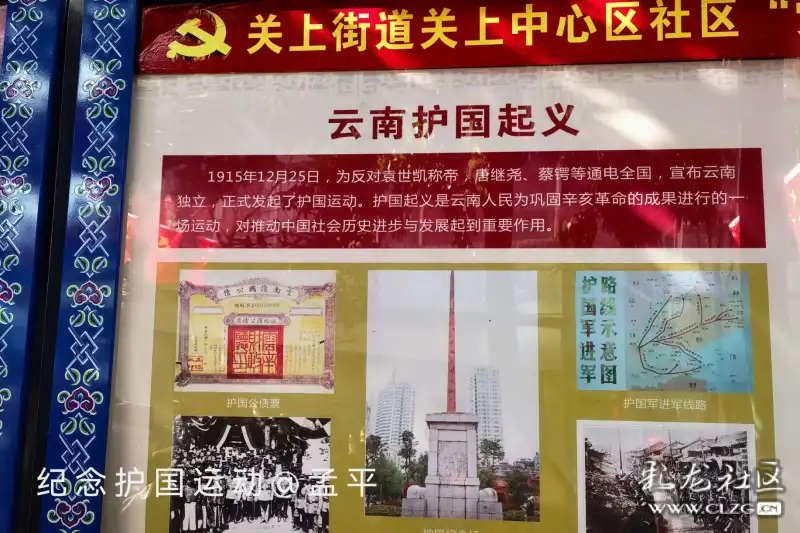 关上街道关上中心区社区
云南护国起义
1915年12月25日，为反对袁世凯称帝，唐继尧、蔡锷等通电全国，宣布云南
独立，正式发起了护国运动。护国起义是云南人民为巩固辛亥革命的成果进行的一
场运动，对推动中国社会历史进步与发展起到重要作用。
护国军进军
路线示意图
护国公债票
护国军进军路线
纪念护国运动@孟平
彩龙社区
WWW.CLZG.CN